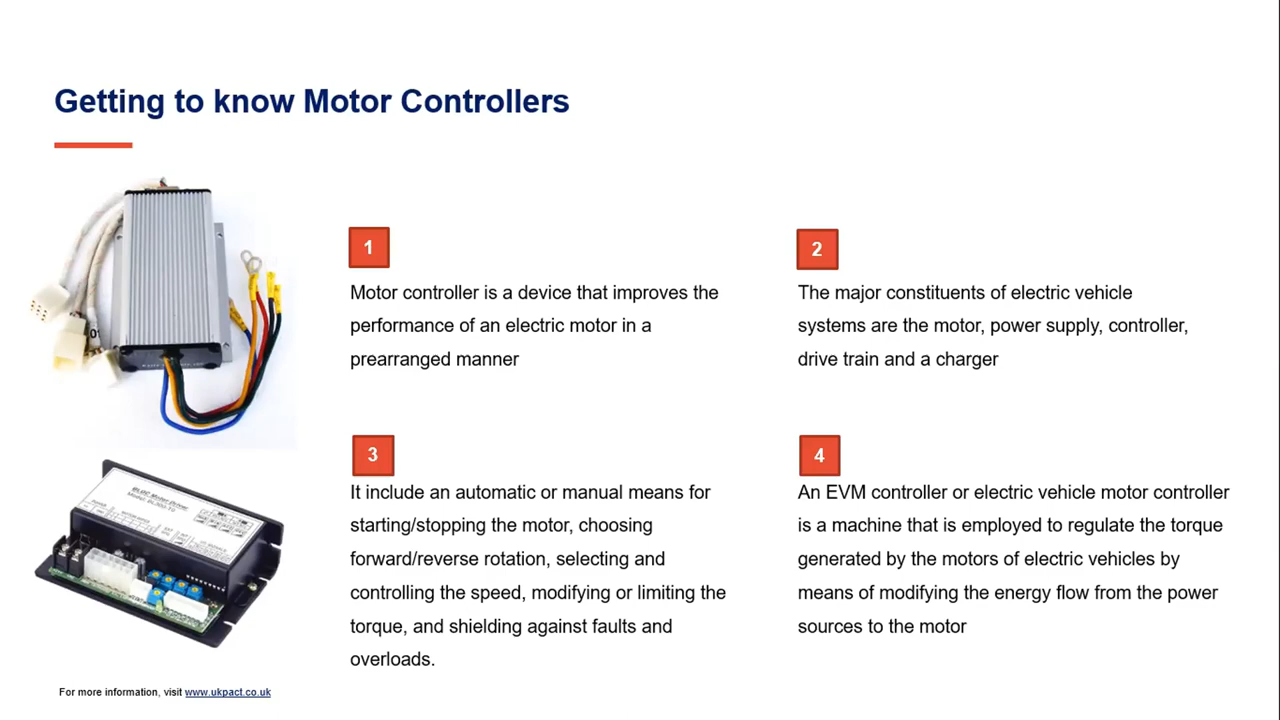 Getting to know Motor Controllers
1
Motor controller is a device that improves the
performance of an electric motor in a
prearranged manner
2
The major constituents of electric vehicle
systems are the motor, power supply, controller,
drive train and a charger
3
It include an automatic or manual means for
starting/stopping the motor, choosing
forward/reverse rotation, selecting and
controlling the speed, modifying or limiting the
torque, and shielding against faults and
overloads.
4
An EVM controller or electric vehicle motor controller
is a machine that is employed to regulate the torque
generated by the motors of electric vehicles by
means of modifying the energy flow from the power
sources to the motor
BLDC Motor Driver
For more information, visit www.ukpact.co.uk